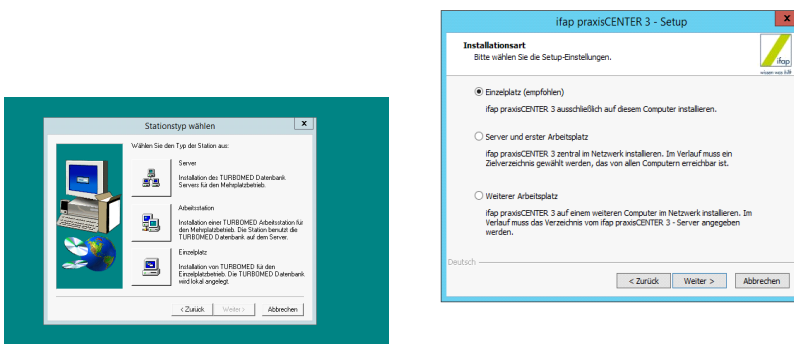 Stationstyp wählen
x
Wählen Sie den Typ der Station aus:
Server
Installation des TURBOMED Datenbank
Servers für den Mehrplatzbetrieb.
Arbeitsstation
Installation einer TURBOMED Arbeitsstation für
den Mehrplatzbetrieb. Die Station benutzt die
TURBOMED Datenbank auf dem Server.
Einzelplatz
Installation von TURBOMED für den
Einzelplatzbetrieb. Die TURBOMED Datenbank
wird lokal angelegt.
< Zurück
Weiter >
Abbrechen
ifap praxisCENTER 3 - Setup
x
Installationsart
Bitte wählen Sie die Setup-Einstellungen.
ifap
wissen was hilft
Einzelplatz (empfohlen)
ifap praxisCENTER 3 ausschließlich auf diesem Computer installieren.
Server und erster Arbeitsplatz
ifap praxisCENTER 3 zentral im Netzwerk installieren. Im Verlauf muss ein
Zielverzeichnis gewählt werden, das von allen Computern erreichbar ist.
Weiterer Arbeitsplatz
ifap praxisCENTER 3 auf einem weiteren Computer im Netzwerk installieren. Im
Verlauf muss das Verzeichnis vom ifap praxisCENTER 3 - Server angegeben
werden.
Deutsch
< Zurück
Weiter >
Abbrechen